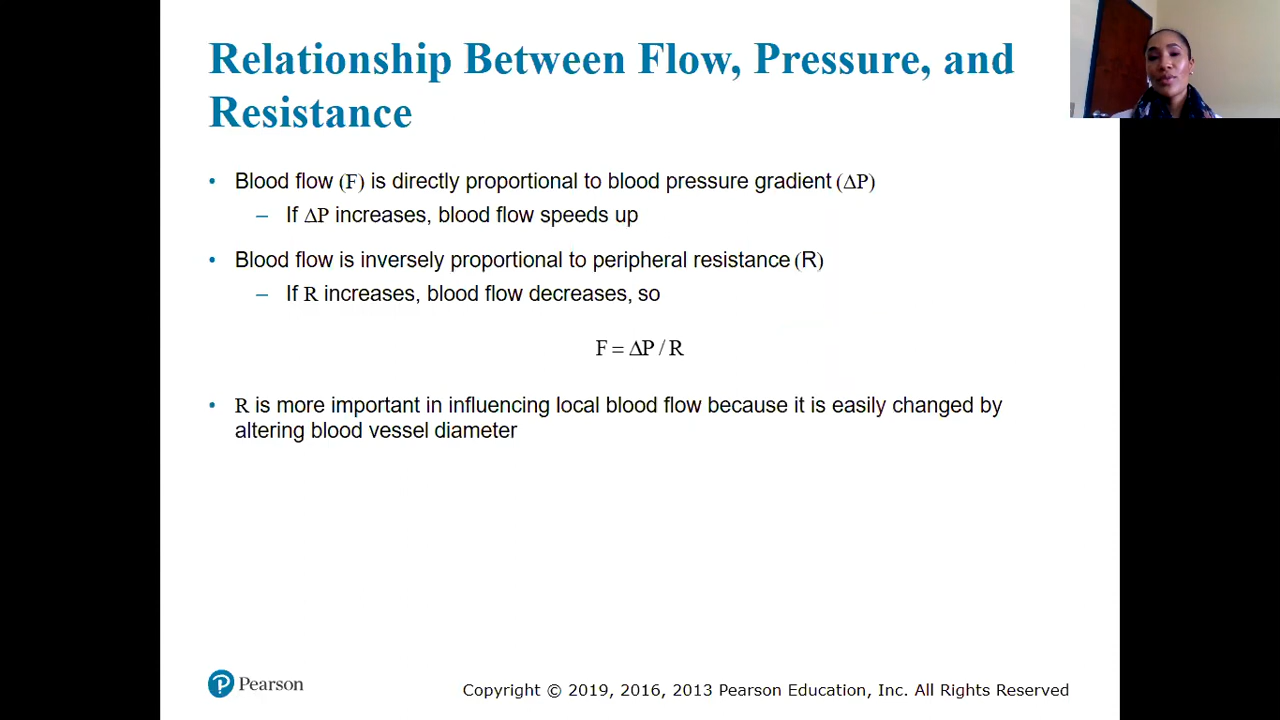 Relationship Between Flow, Pressure, and
Resistance
• Blood flow (F) is directly proportional to blood pressure gradient (ΔP)
– If ΔP increases, blood flow speeds up
• Blood flow is inversely proportional to peripheral resistance (R)
– If R increases, blood flow decreases, so
F = ΔP / R
• R is more important in influencing local blood flow because it is easily changed by
altering blood vessel diameter
P Pearson
Copyright © 2019, 2016, 2013 Pearson Education, Inc. All Rights Reserved